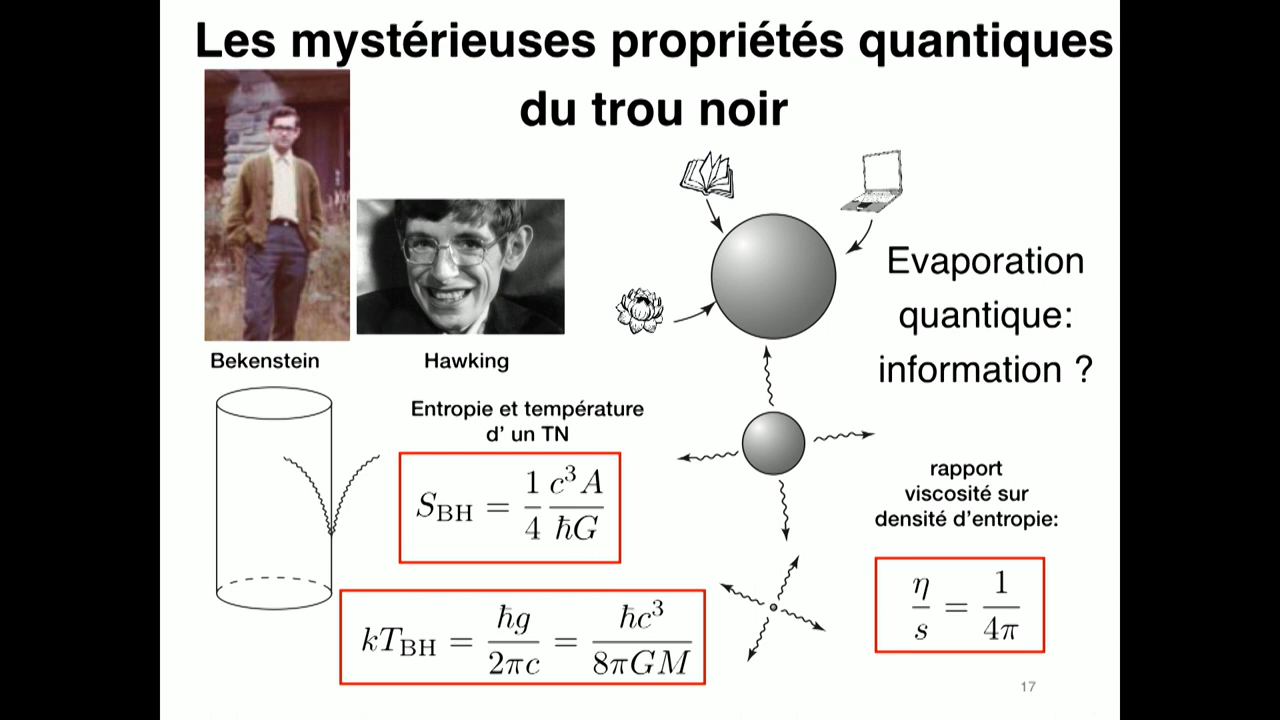 Les mystérieuses propriétés quantiques
du trou noir
Bekenstein
Hawking
Evaporation
quantique:
information ?
Entropie et température
d’ un TN
S_BH = 1/4 c³A/ħG
kT_BH = ħg/2πc = ħc³/8πGM
rapport
viscosité sur
densité d’entropie:
η/s = 1/4π
17